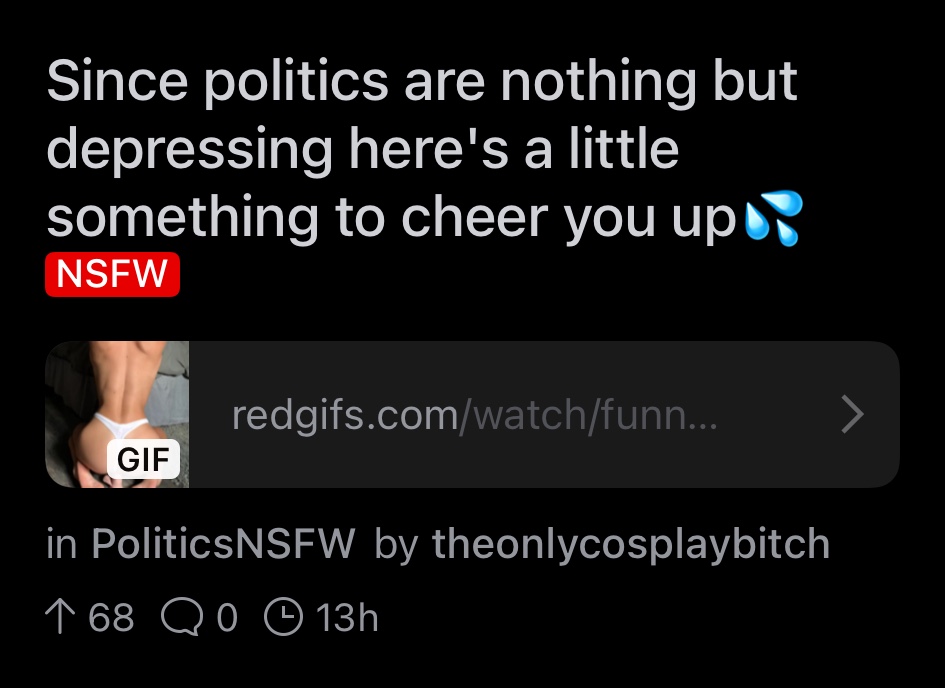 Since politics are nothing but
depressing here's a little
something to cheer you up💦
NSFW
GIF
redgifs.com/watch/funn...
in PoliticsNSFW by theonlycosplaybitch
68 0 13h